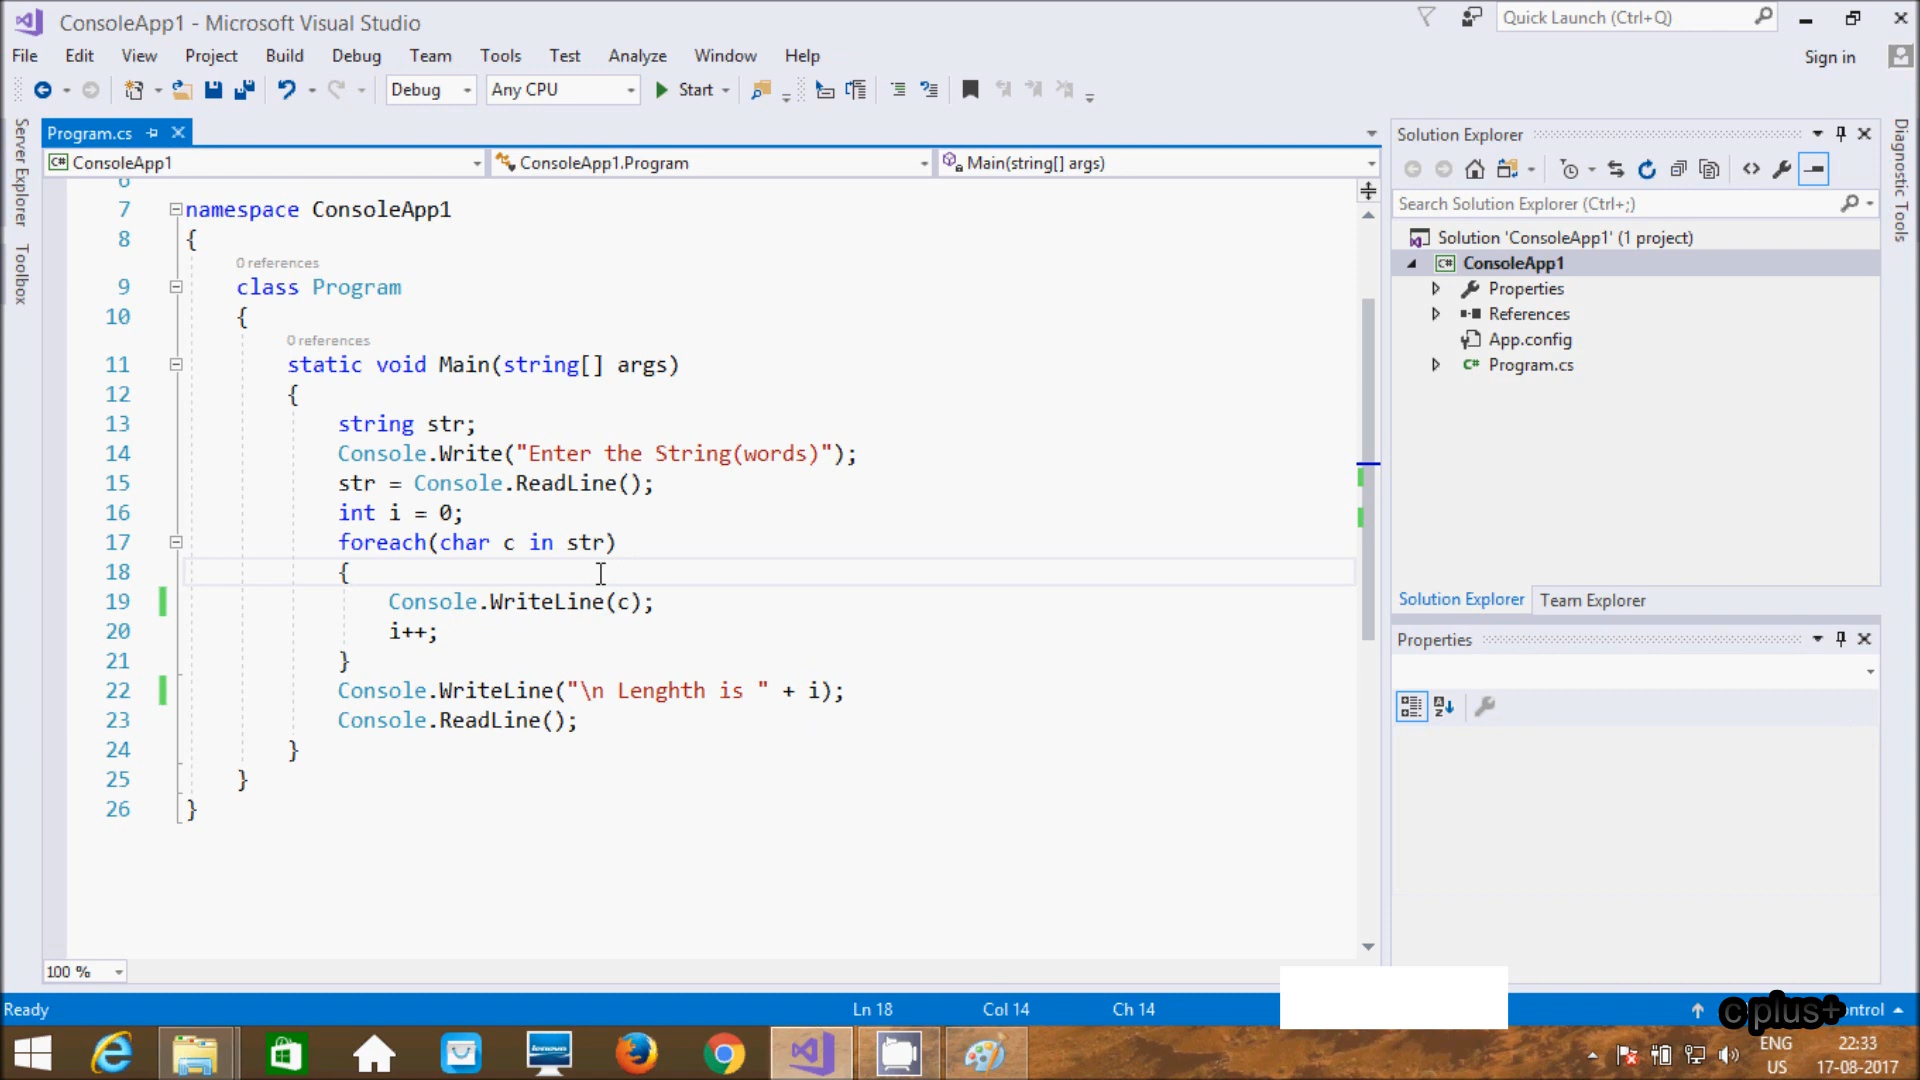 ConsoleApp1 - Microsoft Visual Studio
Quick Launch (Ctrl+Q)
File Edit View Project Build Debug Team Tools Test Analyze Window Help
Sign in
Debug Any CPU Start
Server Explorer
Toolbox
Program.cs
ConsoleApp1 ConsoleApp1.Program Main(string[] args)
6
7 namespace ConsoleApp1
8 {
0 references
9 class Program
10 {
0 references
11 static void Main(string[] args)
12 {
13 string str;
14 Console.Write("Enter the String(words)");
15 str = Console.ReadLine();
16 int i = 0;
17 foreach(char c in str)
18 {
19 Console.WriteLine(c);
20 i++;
21 }
22 Console.WriteLine("\n Lenghth is " + i);
23 Console.ReadLine();
24 }
25 }
26 }
100 %
Solution Explorer
Search Solution Explorer (Ctrl+;)
Solution 'ConsoleApp1' (1 project)
C# ConsoleApp1
Properties
References
App.config
C# Program.cs
Solution Explorer Team Explorer
Properties
Diagnostic Tools
Ready Ln 18 Col 14 Ch 14
c plus+
ntrol
ENG
US
22:33
17-08-2017